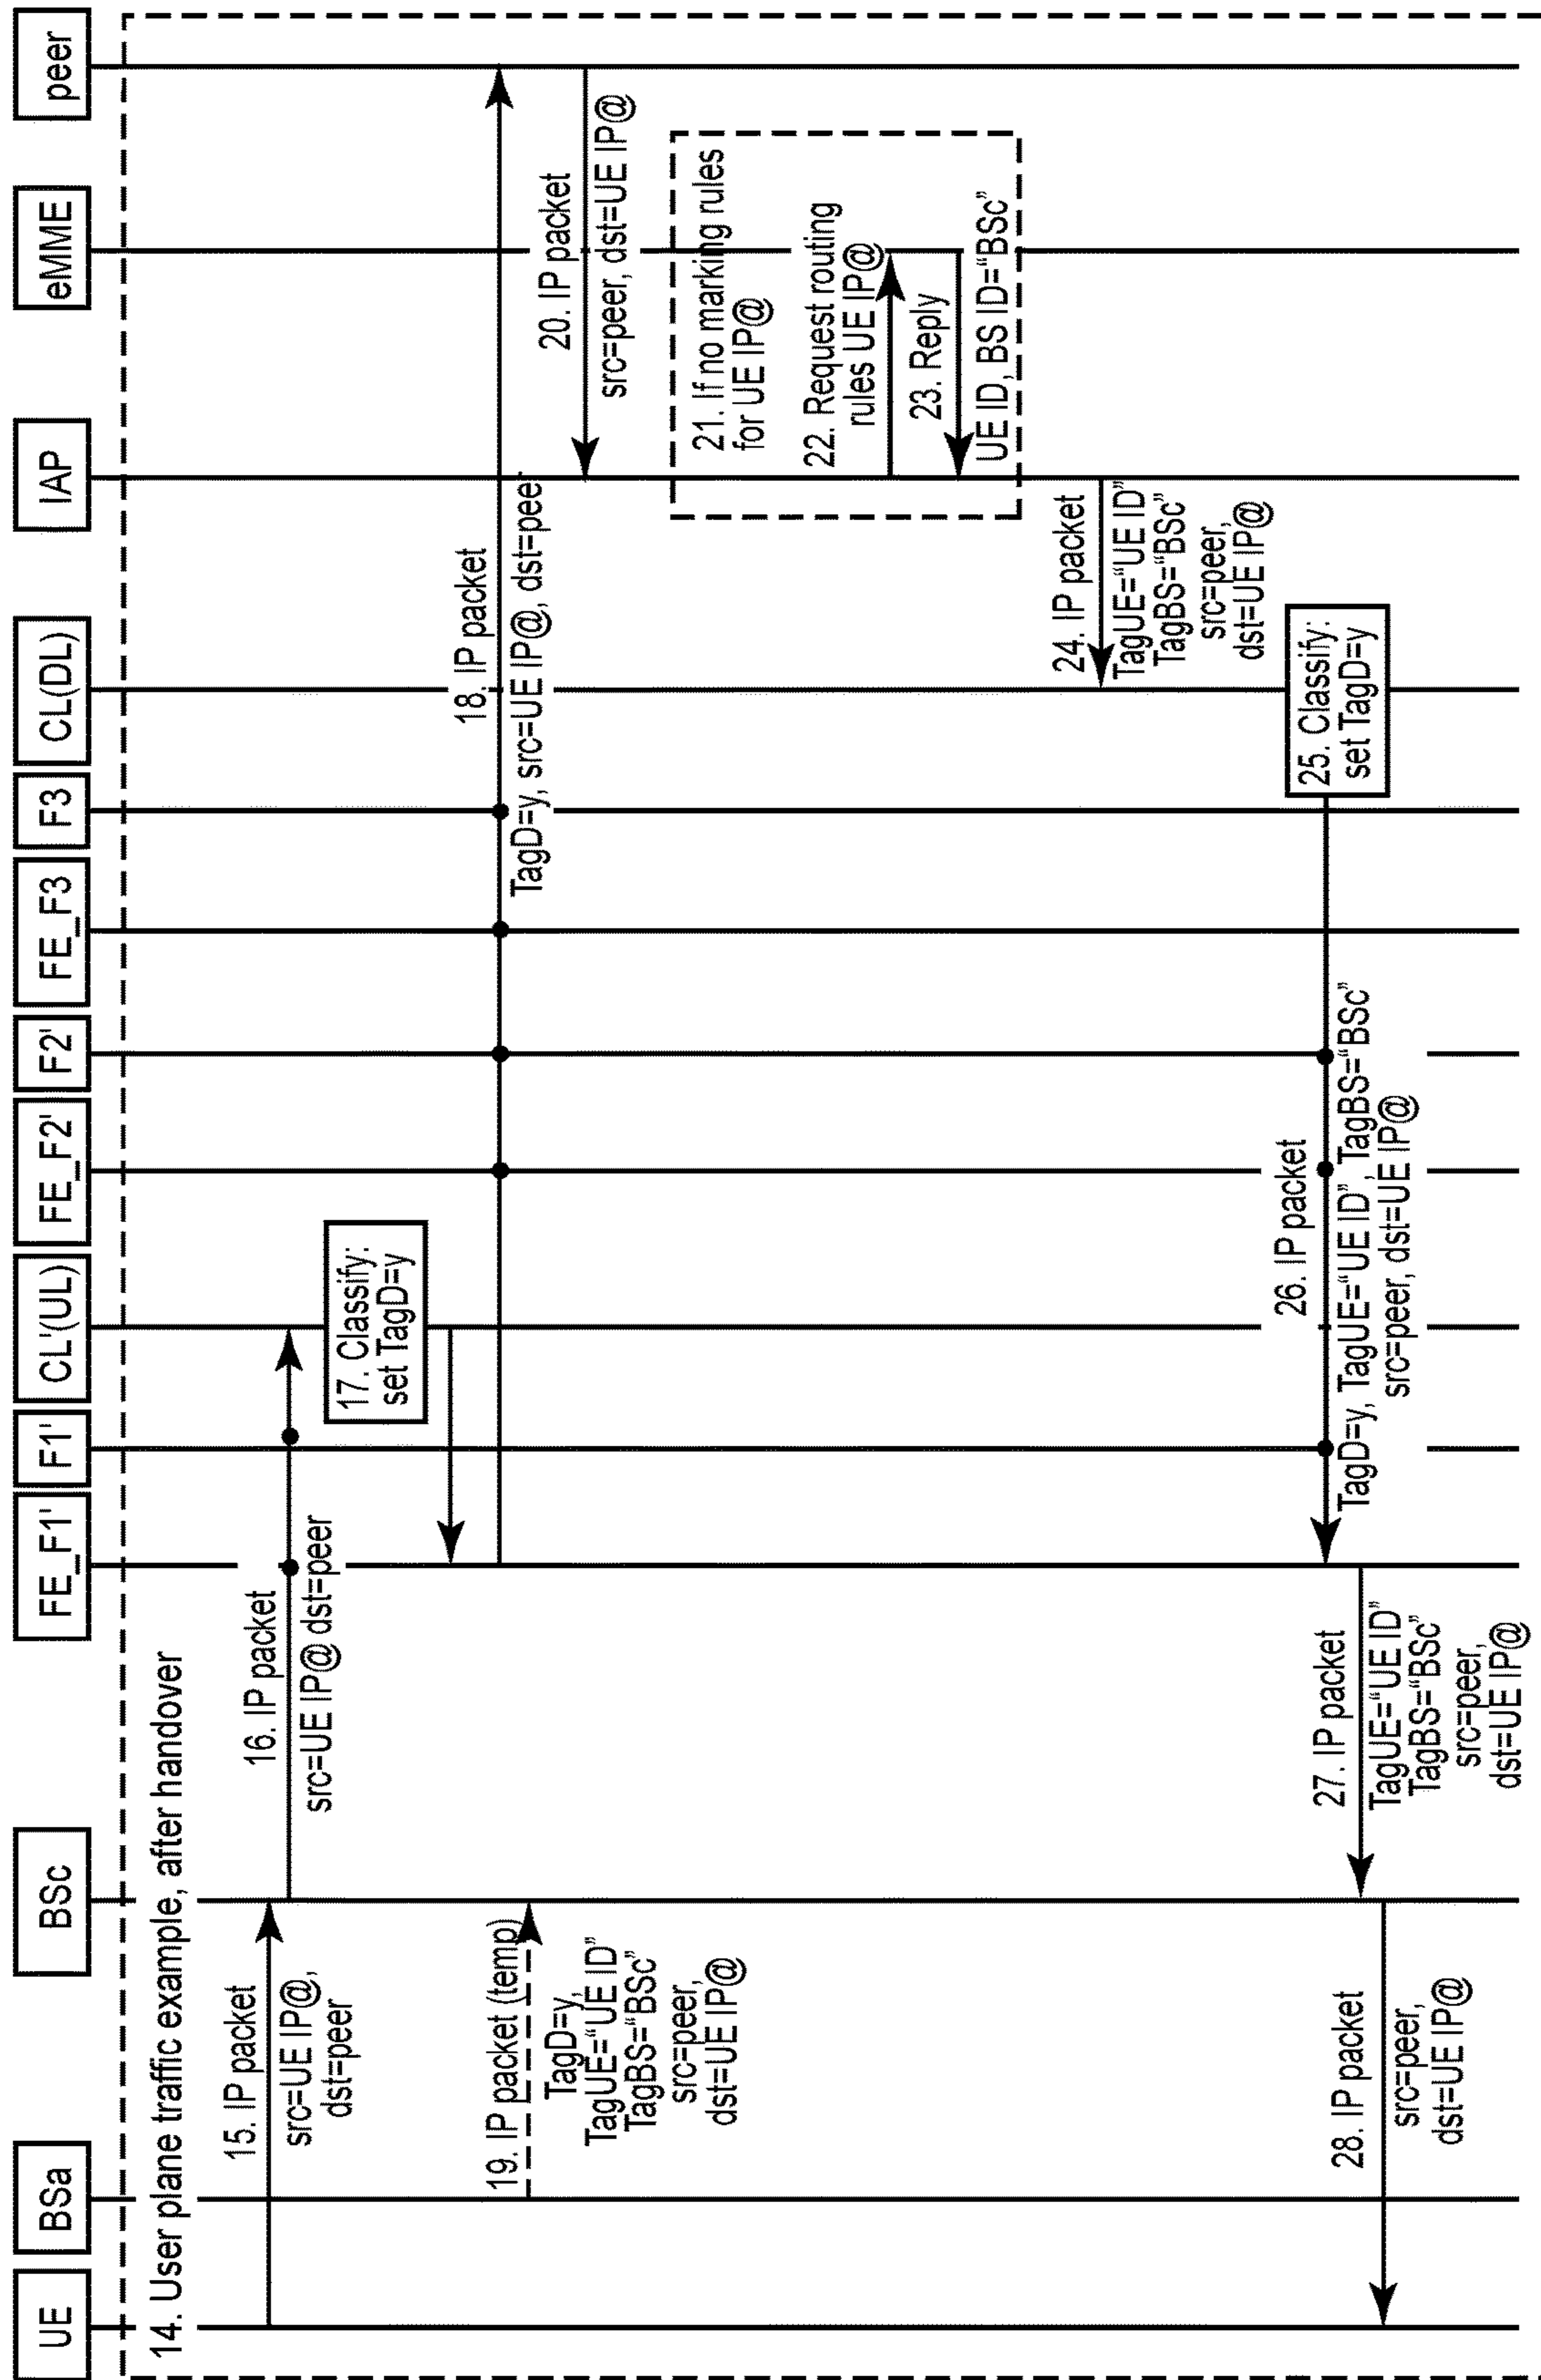 UE
BSa
BSc
FE_F1'
F1'
CL'(UL)
FE_F2'
F2'
FE_F3
F3
CL(DL)
IAP
eMME
peer
14. User plane traffic example, after handover
15. IP packet
src=UE IP@,
dst=peer
16. IP packet
src=UE IP@ dst=peer
17. Classify:
set TagD=y
18. IP packet
TagD=y, src=UE IP@, dst=peer
19. IP packet (temp)
TagD=y,
TagUE=“UE ID”
TagBS=“BSc”
src=peer,
dst=UE IP@
20. IP packet
src=peer, dst=UE IP@
21. If no marking rules
for UE IP@
22. Request routing
rules UE IP@
23. Reply
UE ID, BS ID=“BSc”
24. IP packet
TagUE=“UE ID”
TagBS=“BSc”
src=peer,
dst=UE IP@
25. Classify:
set TagD=y
26. IP packet
TagD=y, TagUE=“UE ID”, TagBS=“BSc”
src=peer, dst=UE IP@
27. IP packet
TagUE=“UE ID”
TagBS=“BSc”
src=peer,
dst=UE IP@
28. IP packet
src=peer,
dst=UE IP@